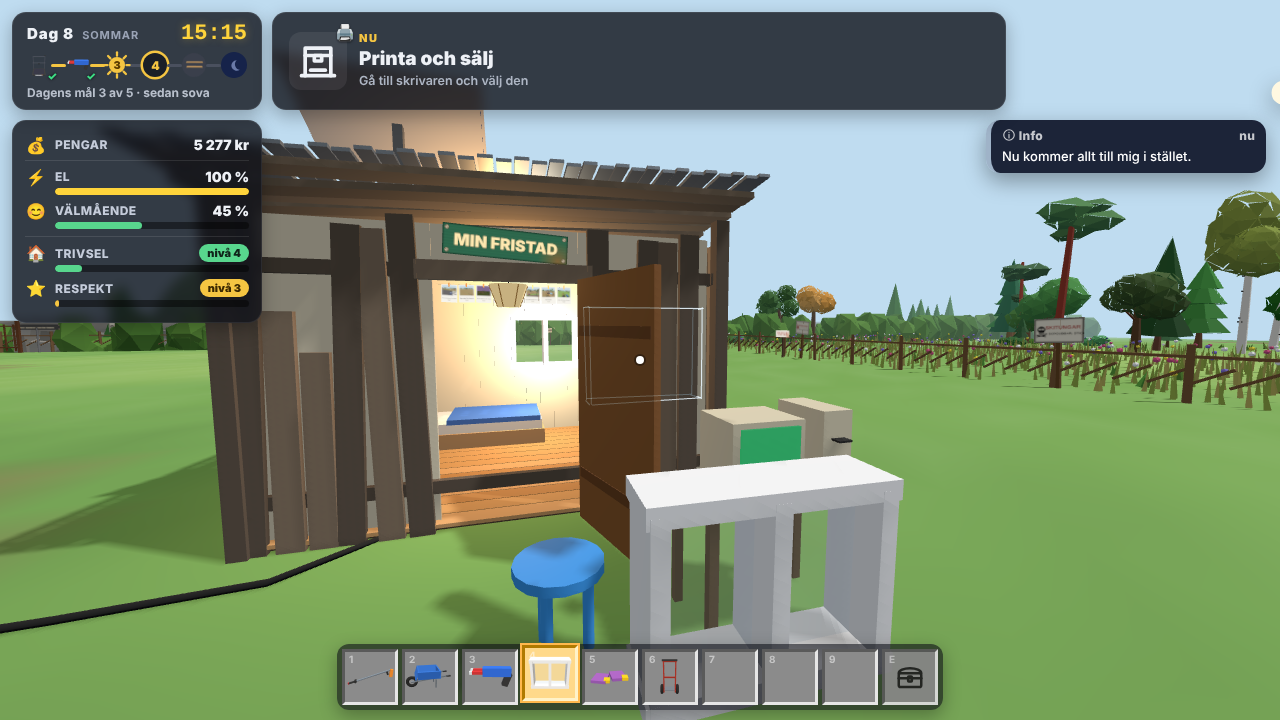 Dag 8 SOMMAR 15:15
3 4
Dagens mål 3 av 5 · sedan sova
NU
Printa och sälj
Gå till skrivaren och välj den
PENGAR 5 277 kr
EL 100 %
VÄLMÅENDE 45 %
TRIVSEL nivå 4
RESPEKT nivå 3
Info nu
Nu kommer allt till mig i stället.
MIN FRISTAD
1 2 3 5 6 7 8 9 E